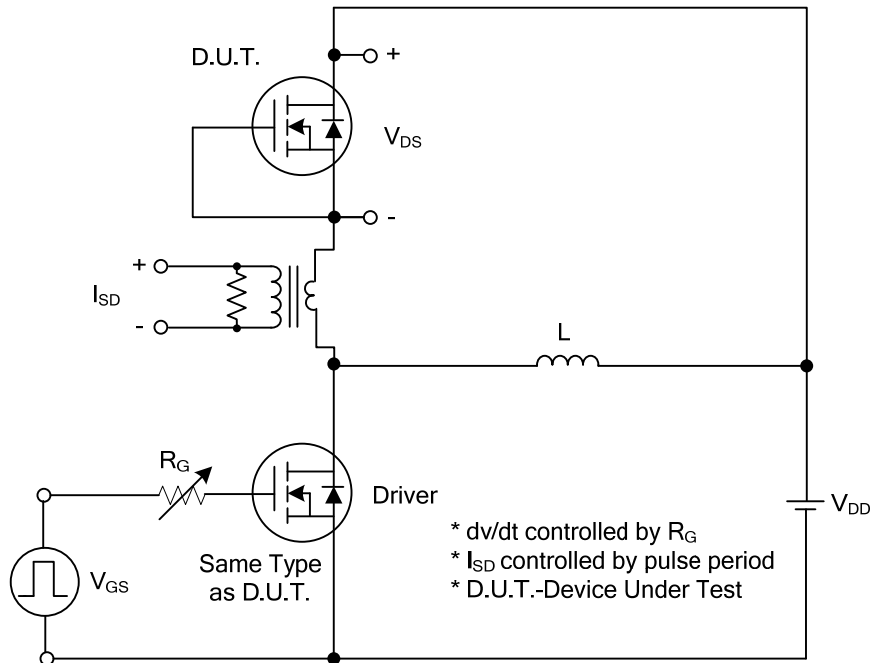 D.U.T.
+
VDS
-
+
ISD
-
L
RG
Driver
VDD
VGS
Same Type
as D.U.T.
* dv/dt controlled by RG
* ISD controlled by pulse period
* D.U.T.-Device Under Test